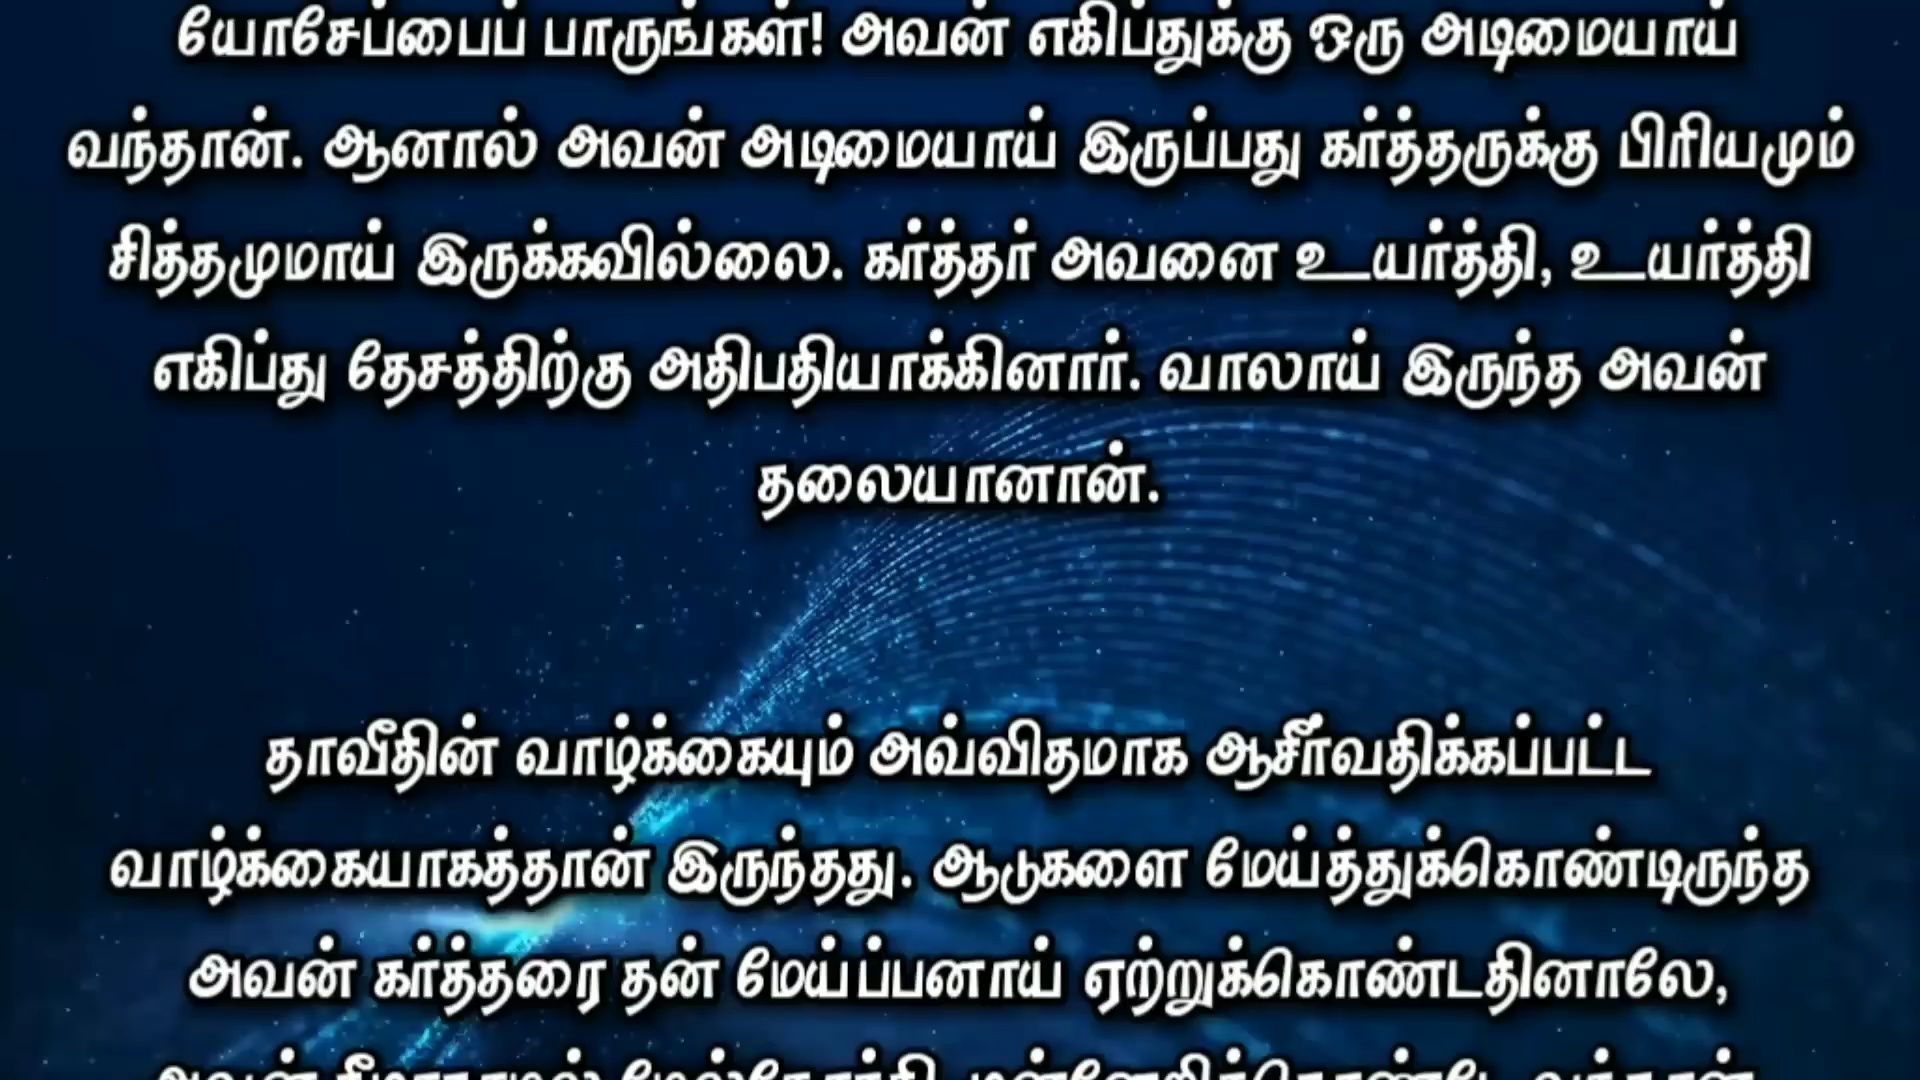 யோசேப்பைப் பாருங்கள்! அவன் எகிப்துக்கு ஒரு அடிமையாய்
வந்தான். ஆனால் அவன் அடிமையாய் இருப்பது கர்த்தருக்கு பிரியமும்
சித்தமுமாய் இருக்கவில்லை. கர்த்தர் அவனை உயர்த்தி, உயர்த்தி
எகிப்து தேசத்திற்கு அதிபதியாக்கினார். வாலாய் இருந்த அவன்
தலையானான்.
தாவீதின் வாழ்க்கையும் அவ்விதமாக ஆசீர்வதிக்கப்பட்ட
வாழ்க்கையாகத்தான் இருந்தது. ஆடுகளை மேய்த்துக்கொண்டிருந்த
அவன் கர்த்தரை தன் மேய்ப்பனாய் ஏற்றுக்கொண்டதினாலே,
அவன்